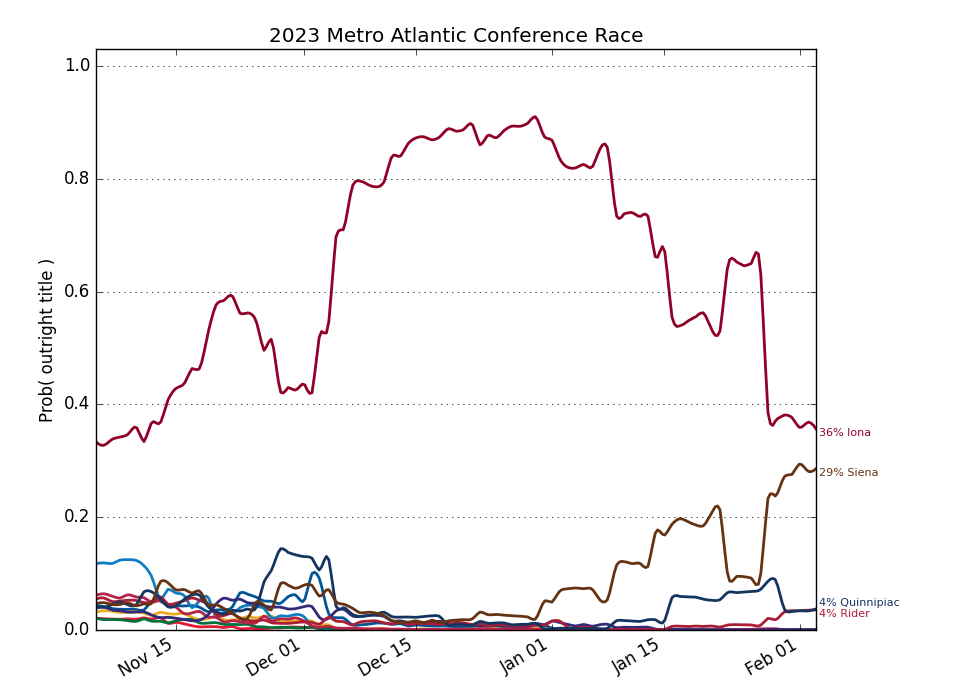 2023 Metro Atlantic Conference Race
Prob( outright title )
1.0
0.8
0.6
0.4
0.2
0.0
36% Iona
29% Siena
4% Quinnipiac
4% Rider
Nov 15
Dec 01
Dec 15
Jan 01
Jan 15
Feb 01